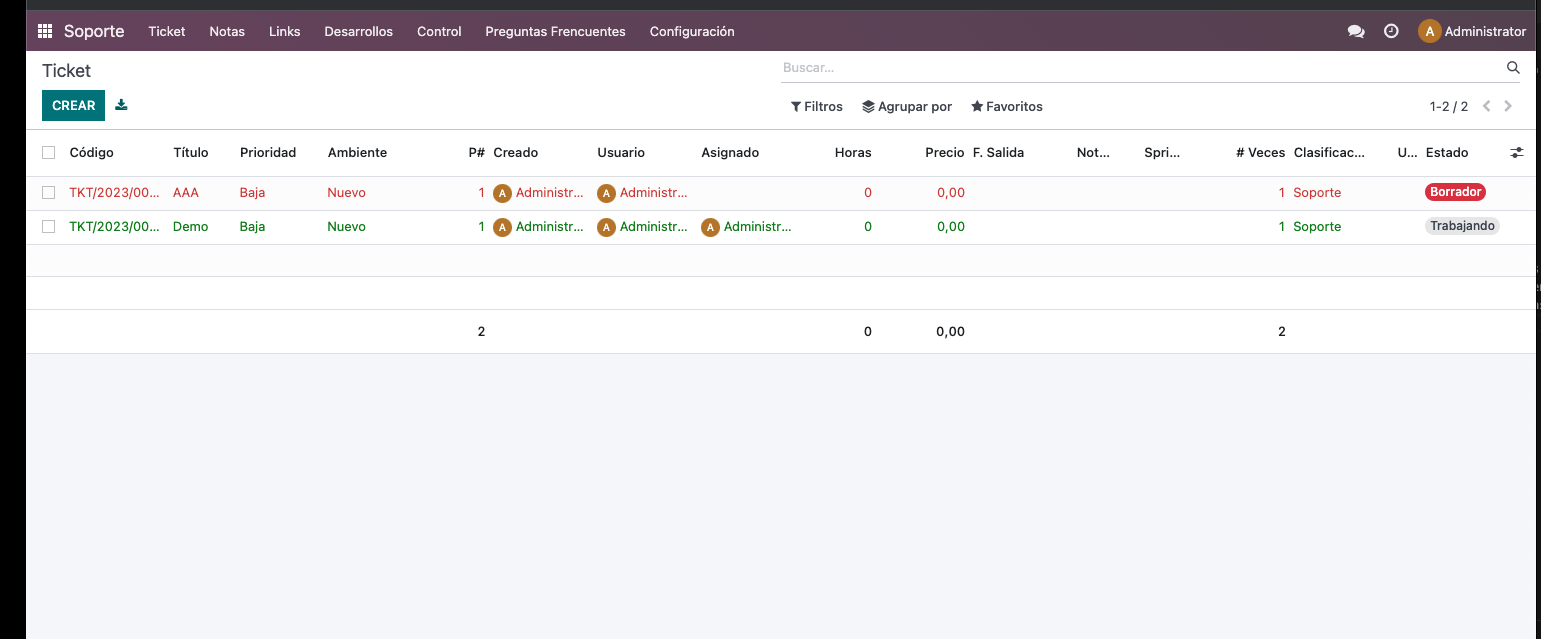 Soporte Ticket Notas Links Desarrollos Control Preguntas Frencuentes Configuración A Administrator
Ticket Buscar...
CREAR Filtros Agrupar por Favoritos 1-2 / 2
Código Título Prioridad Ambiente P# Creado Usuario Asignado Horas Precio F. Salida Not... Spri... # Veces Clasificac... U... Estado
TKT/2023/00... AAA Baja Nuevo 1 A Administr... A Administr... 0 0,00 1 Soporte Borrador
TKT/2023/00... Demo Baja Nuevo 1 A Administr... A Administr... A Administr... 0 0,00 1 Soporte Trabajando
2 0 0,00 2